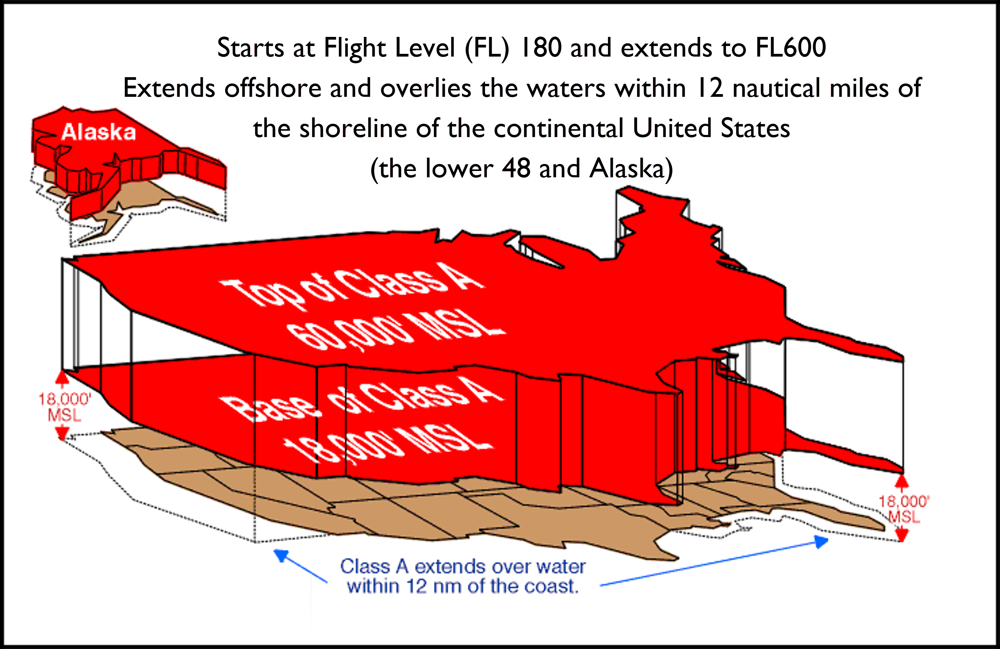 Starts at Flight Level (FL) 180 and extends to FL600
Extends offshore and overlies the waters within 12 nautical miles of
the shoreline of the continental United States
(the lower 48 and Alaska)
Alaska
Top of Class A
60,000' MSL
Base of Class A
18,000' MSL
18,000'
MSL
18,000'
MSL
Class A extends over water
within 12 nm of the coast.